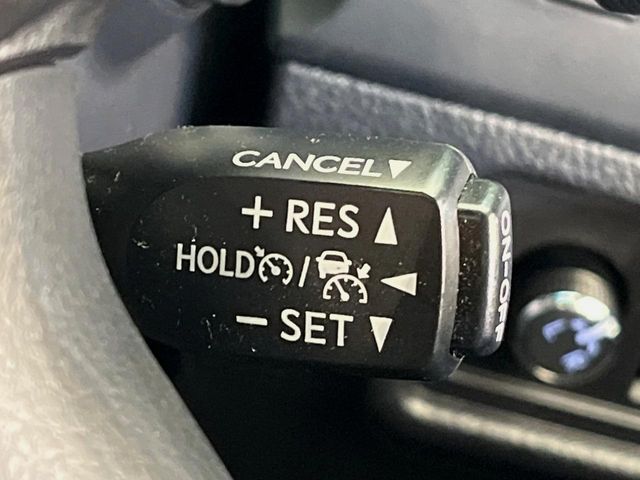 CANCEL▼
+ RES ▲
HOLD / ◀
− SET ▼
ON-OFF
L R